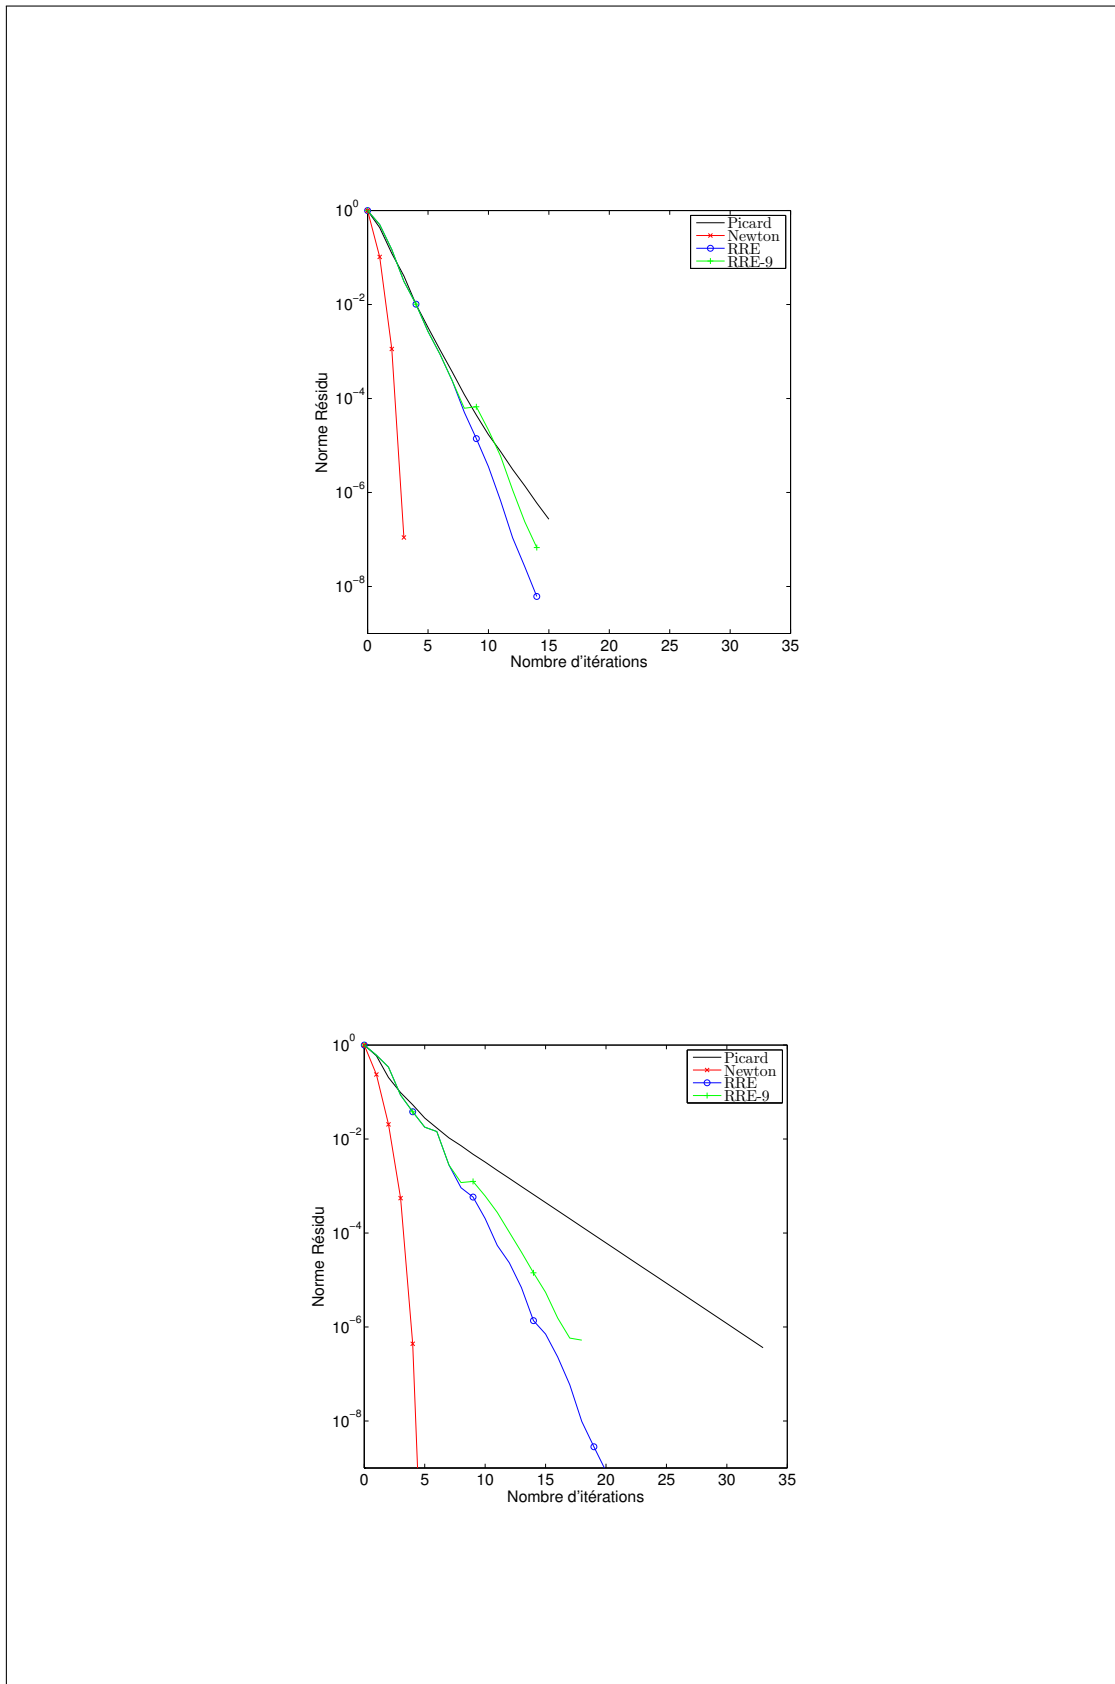 10^0
10^-2
10^-4
10^-6
10^-8
Norme Résidu
Picard
Newton
RRE
RRE-9
0 5 10 15 20 25 30 35
Nombre d'itérations
10^0
10^-2
10^-4
10^-6
10^-8
Norme Résidu
Picard
Newton
RRE
RRE-9
0 5 10 15 20 25 30 35
Nombre d'itérations